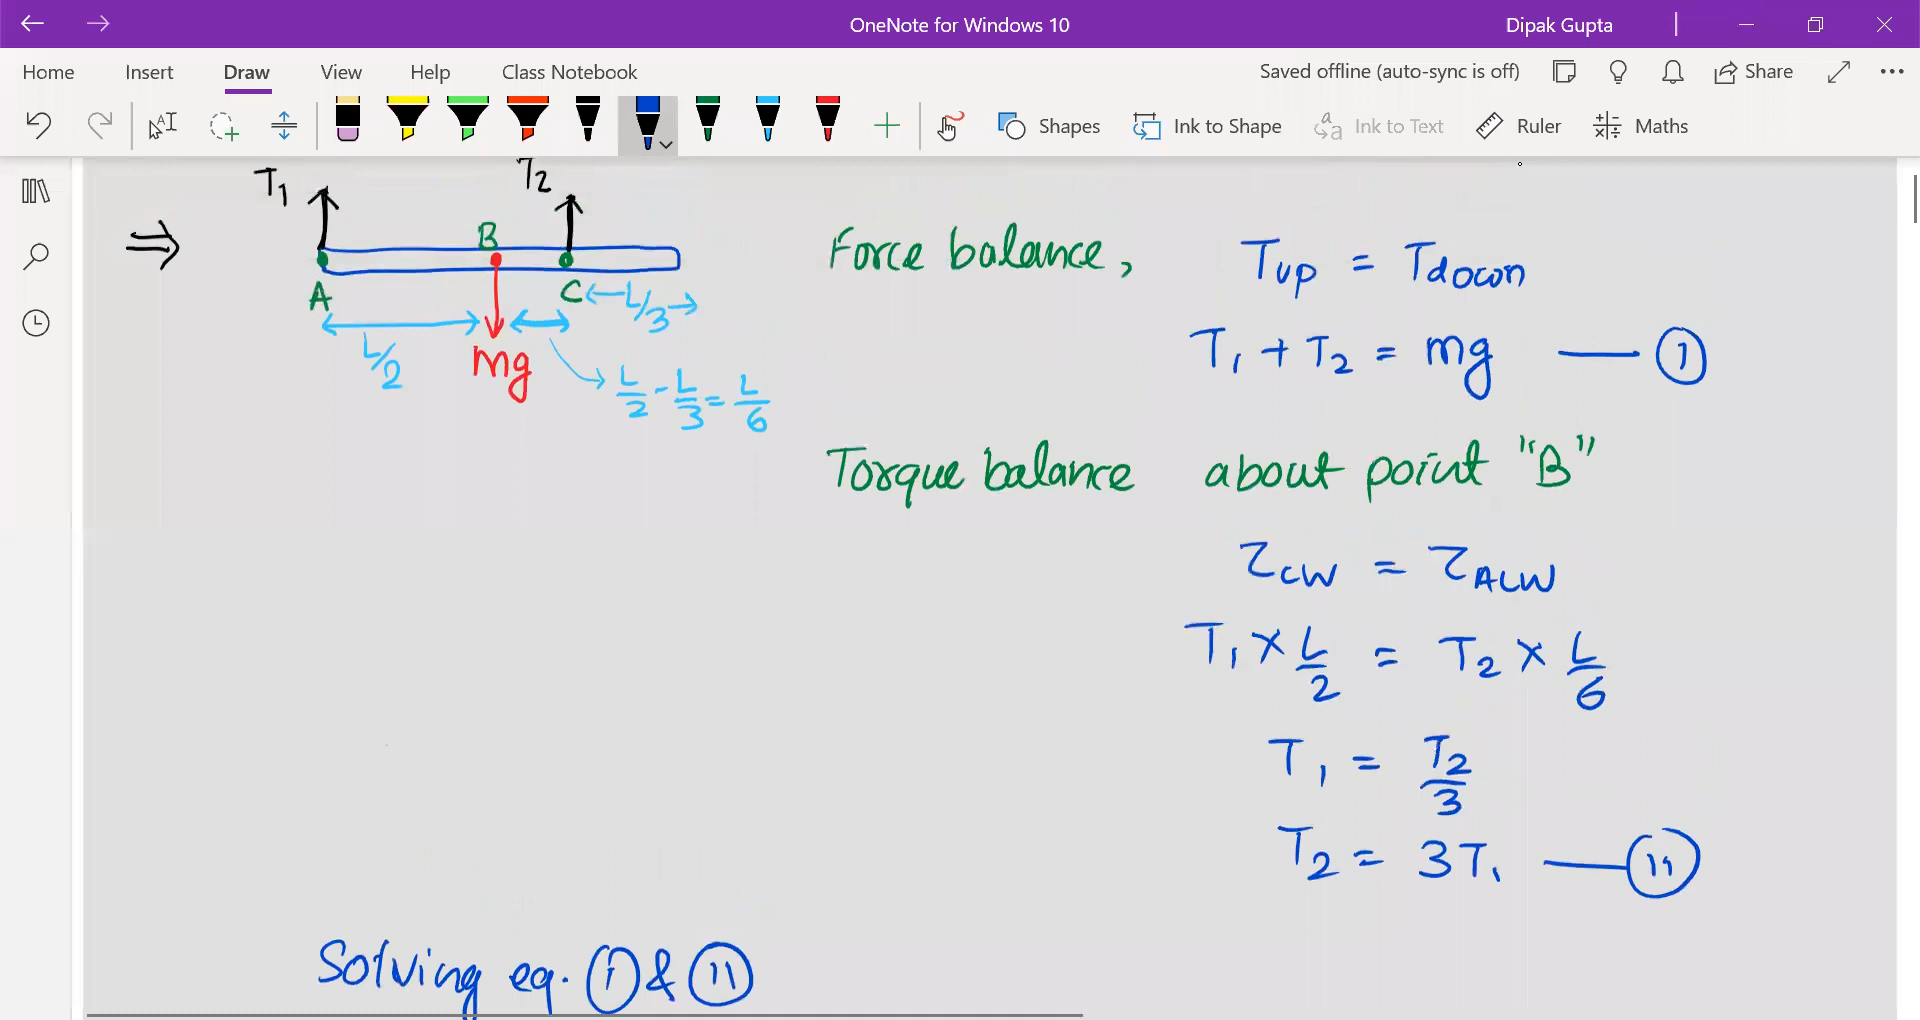 OneNote for Windows 10
Dipak Gupta
Home Insert Draw View Help Class Notebook
Saved offline (auto-sync is off) Share
Shapes Ink to Shape Ink to Text Ruler Maths
T1 T2
B
A C L/3
L/2
mg
L/2 - L/3 = L/6
Force balance, Tup = Tdown
T1 + T2 = mg — (I)
Torque balance about point "B"
τCW = τACW
T1 × L/2 = T2 × L/6
T1 = T2/3
T2 = 3T1 — (II)
Solving eq. (I) & (II)